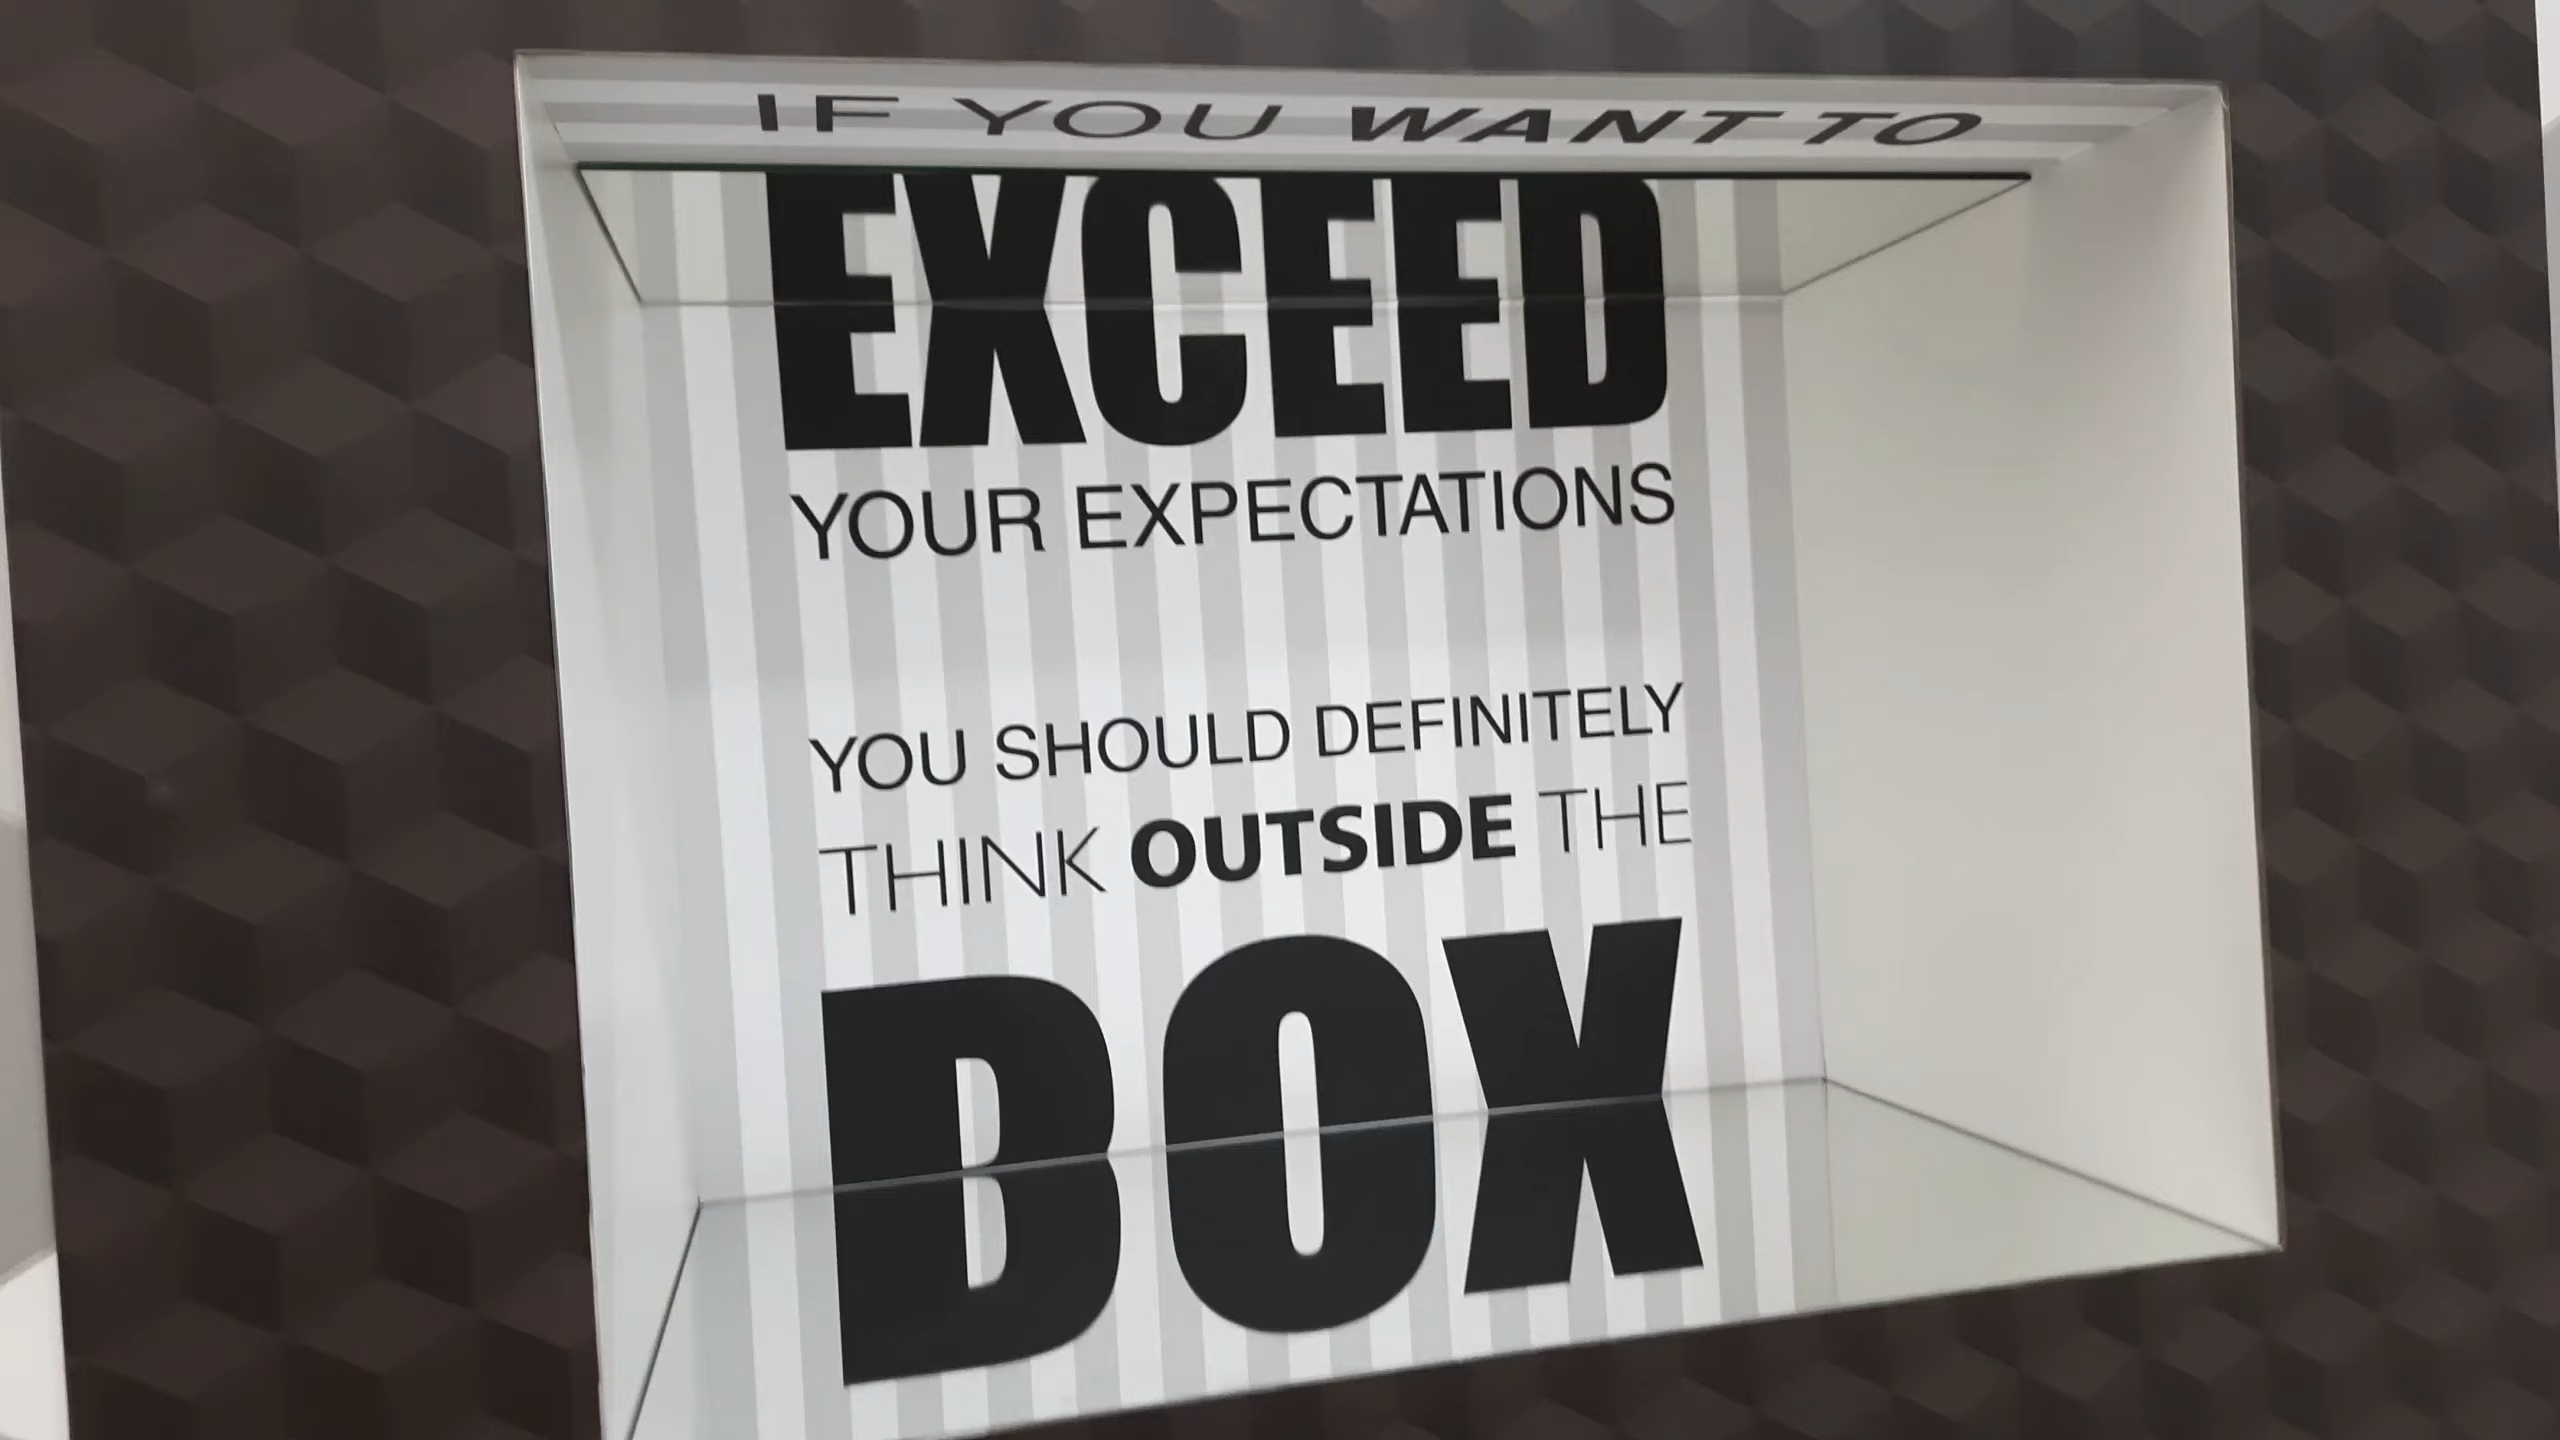 IF YOU WANT TO
EXCEED
YOUR EXPECTATIONS
YOU SHOULD DEFINITELY
THINK OUTSIDE THE
BOX